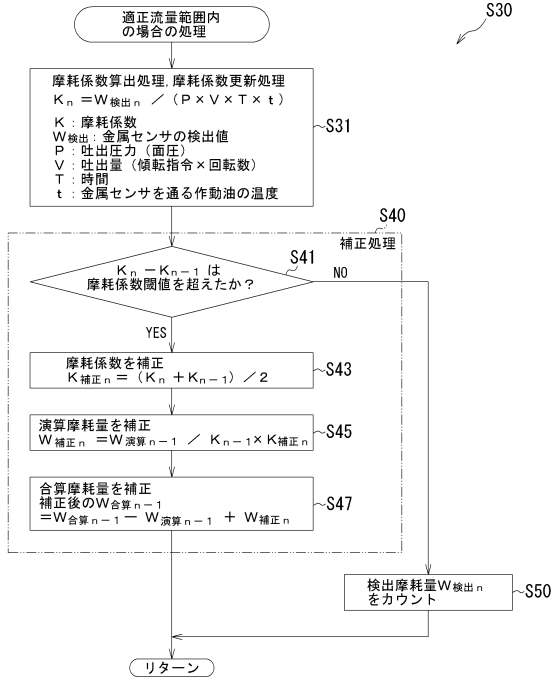 適正流量範囲内
の場合の処理
S30
摩耗係数算出処理,摩耗係数更新処理
Kn =W検出n /（P×V×T×t）
K：摩耗係数
W検出：金属センサの検出値
P：吐出圧力（面圧）
V：吐出量（傾転指令×回転数）
T：時間
t：金属センサを通る作動油の温度
S31
S40
補正処理
Kn －Kn－1 は
摩耗係数閾値を超えたか？
S41
NO
YES
摩耗係数を補正
K補正n＝（Kn ＋Kn－1）／2
S43
演算摩耗量を補正
W補正n ＝W演算n－1 ／ Kn－1×K補正n
S45
合算摩耗量を補正
補正後のW合算n－1
＝W合算n－1－ W演算n－1 ＋ W補正n
S47
検出摩耗量W検出n
をカウント
S50
リターン